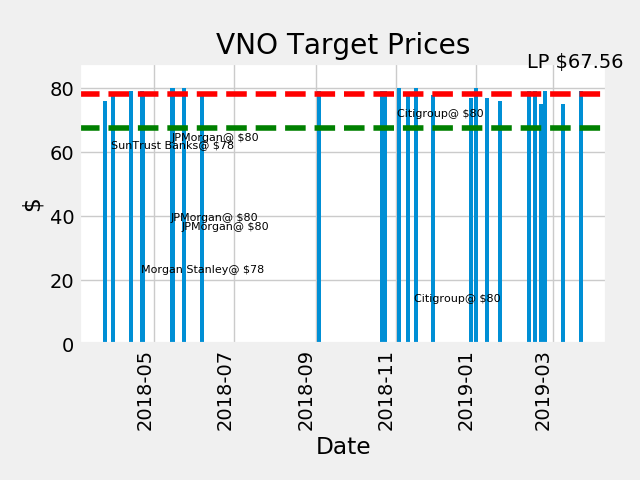 VNO Target Prices
LP $67.56
80
Citigroup@ $80
JPMorgan@ $80
SunTrust Banks@ $78
60
JPMorgan@ $80
JPMorgan@ $80
40
$
Morgan Stanley@ $78
20
Citigroup@ $80
0
2018-05
2018-07
2018-09
2018-11
2019-01
2019-03
Date